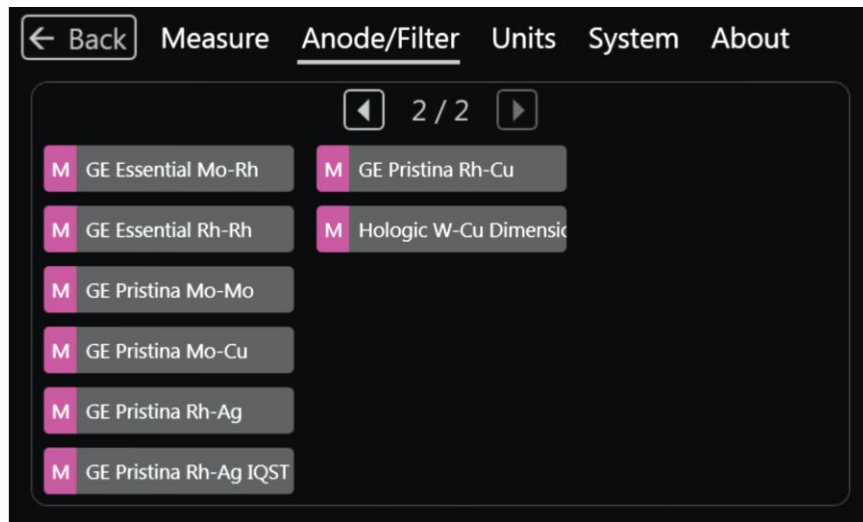 ← Back Measure Anode/Filter Units System About
2 / 2
M GE Essential Mo-Rh
M GE Essential Rh-Rh
M GE Pristina Mo-Mo
M GE Pristina Mo-Cu
M GE Pristina Rh-Ag
M GE Pristina Rh-Ag IQST
M GE Pristina Rh-Cu
M Hologic W-Cu Dimensio